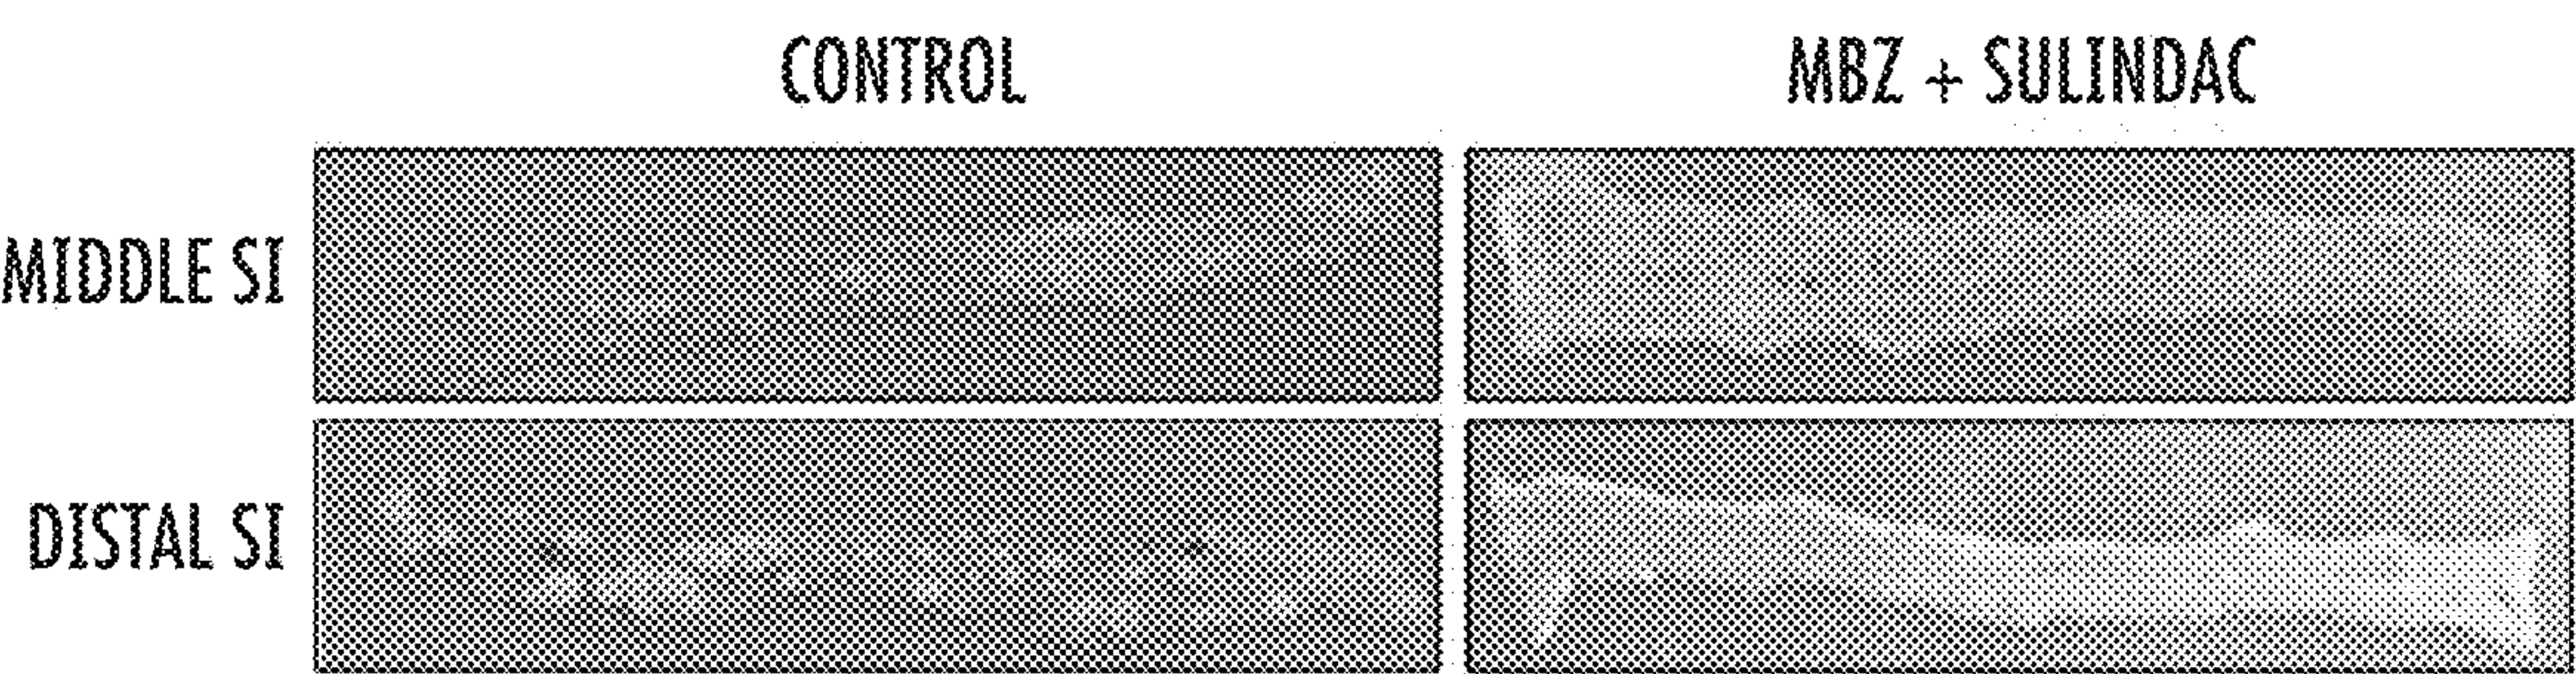 CONTROL
MBZ + SULINDAC
MIDDLE SI
DISTAL SI